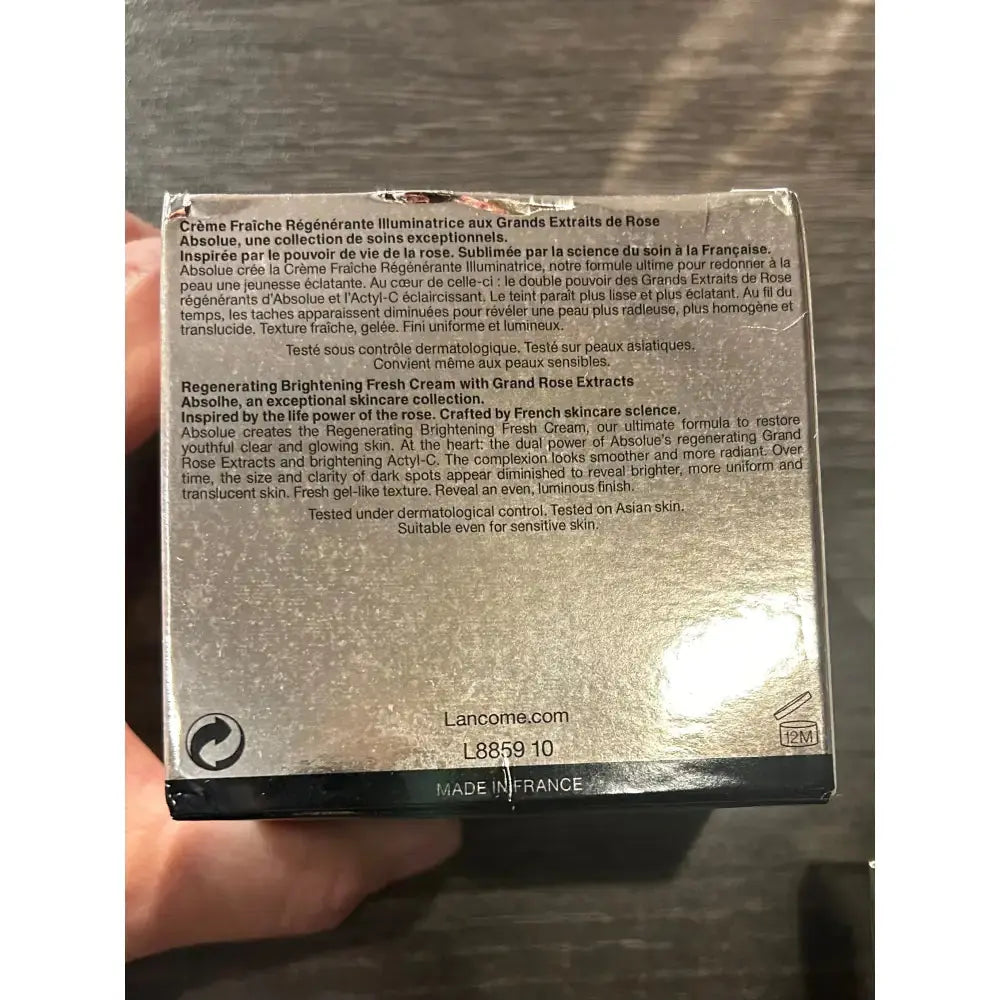 Crème Fraîche Régénérante Illuminatrice aux Grands Extraits de Rose
Absolue, une collection de soins exceptionnels.
Inspirée par le pouvoir de vie de la rose. Sublimée par la science du soin à la Française.
Absolue crée la Crème Fraîche Régénérante Illuminatrice, notre formule ultime pour redonner à la
peau une jeunesse éclatante. Au cœur de celle-ci : le double pouvoir des Grands Extraits de Rose
régénérants d'Absolue et l'Actyl-C éclaircissant. Le teint paraît plus lisse et plus éclatant. Au fil du
temps, les taches apparaissent diminuées pour révéler une peau plus radieuse, plus homogène et
translucide. Texture fraîche, gelée. Fini uniforme et lumineux.
Testé sous contrôle dermatologique. Testé sur peaux asiatiques.
Convient même aux peaux sensibles.
Regenerating Brightening Fresh Cream with Grand Rose Extracts
Absolhe, an exceptional skincare collection.
Inspired by the life power of the rose. Crafted by French skincare science.
Absolue creates the Regenerating Brightening Fresh Cream, our ultimate formula to restore
youthful clear and glowing skin. At the heart: the dual power of Absolue's regenerating Grand
Rose Extracts and brightening Actyl-C. The complexion looks smoother and more radiant. Over
time, the size and clarity of dark spots appear diminished to reveal brighter, more uniform and
translucent skin. Fresh gel-like texture. Reveal an even, luminous finish.
Tested under dermatological control. Tested on Asian skin.
Suitable even for sensitive skin.
Lancome.com
L8859 10
12M
MADE IN FRANCE